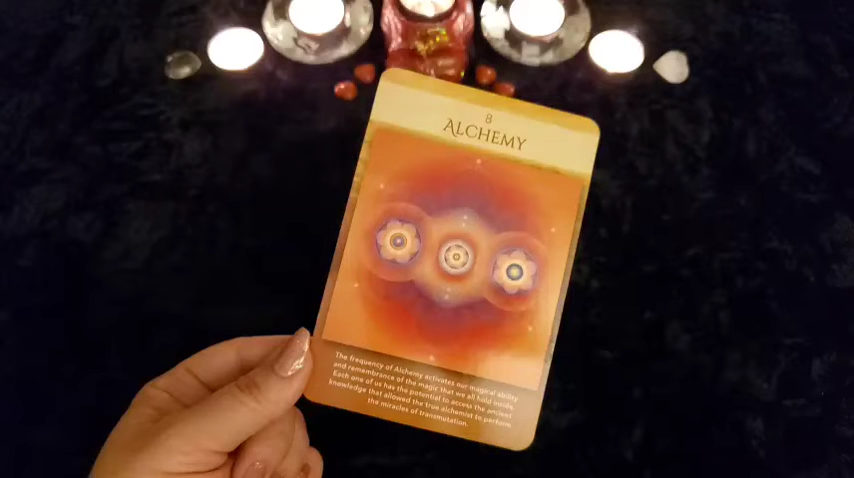 8
ALCHEMY
The frequency of Alchemy activates our magical ability
and remembrance of the magic that we all hold inside.
Each one of us has the potential to access the ancient
knowledge that allowed the true alchemist to perform
the miracles of transmutation.